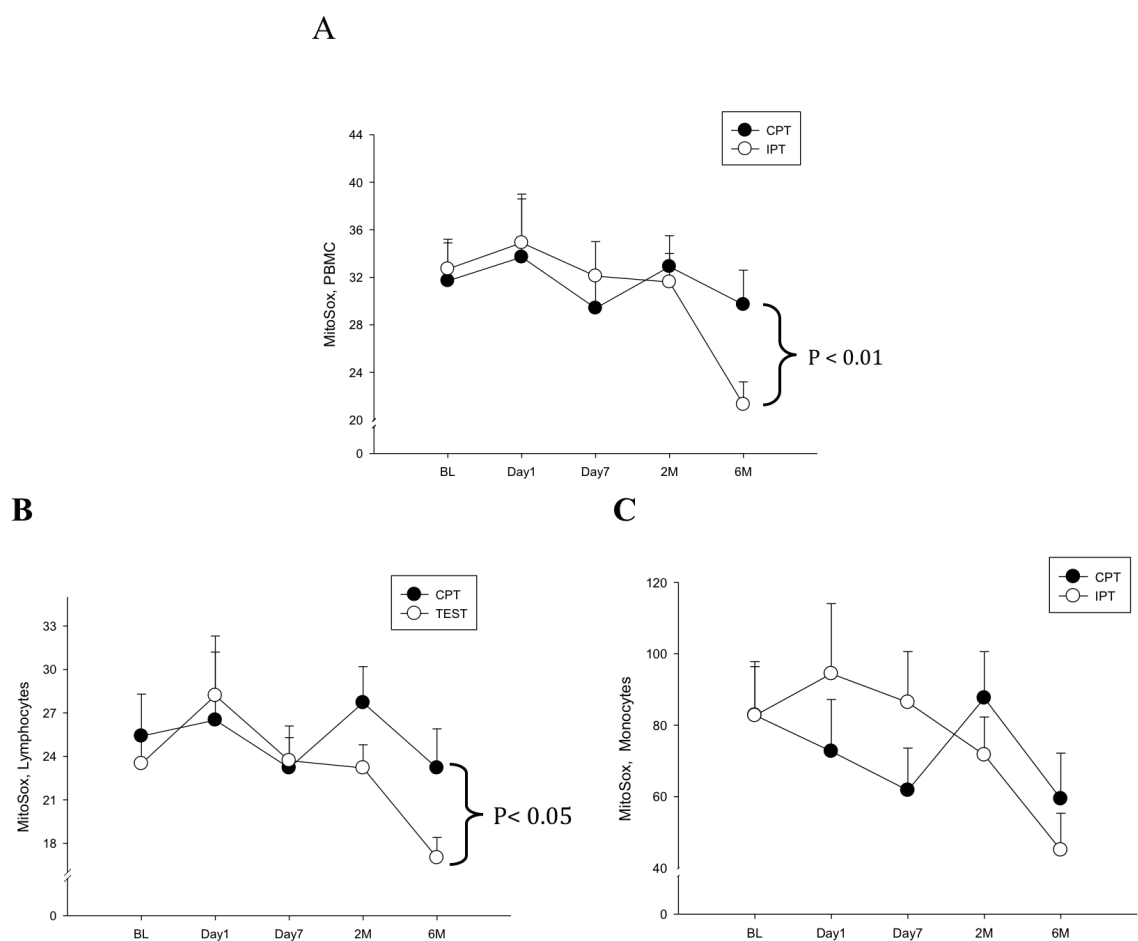 A
CPT
IPT
44
40
36
32
28
24
20
0
MitoSox, PBMC
P < 0.01
BL Day1 Day7 2M 6M
B
CPT
TEST
33
30
27
24
21
18
0
MitoSox, Lymphocytes
P< 0.05
BL Day1 Day7 2M 6M
C
CPT
IPT
120
100
80
60
40
0
MitoSox, Monocytes
BL Day1 Day7 2M 6M